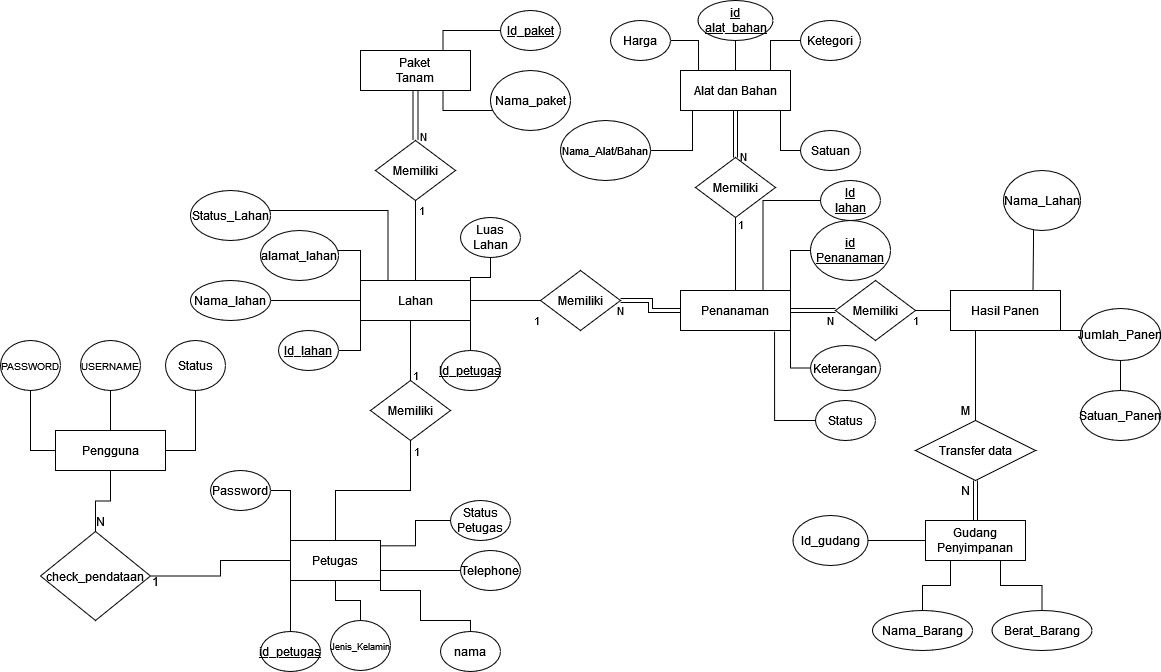 id
alat_bahan
Id_paket
Harga
Ketegori
Paket
Tanam
Alat dan Bahan
Nama_paket
N
Nama_Alat/Bahan
Satuan
N
Memiliki
Memiliki
Id
lahan
Nama_Lahan
1
Status_Lahan
1
Luas
Lahan
id
Penanaman
alamat_lahan
Nama_lahan
Lahan
Memiliki
Penanaman
Memiliki
Hasil Panen
1
N
N
1
Jumlah_Panen
Id_lahan
PASSWORD
USERNAME
Status
Id_petugas
Keterangan
1
Memiliki
M
Status
Satuan_Panen
Pengguna
1
Transfer data
Password
N
Status
Petugas
N
Gudang
Penyimpanan
Id_gudang
Petugas
Telephone
check_pendataan
1
id_petugas
Jenis_Kelamin
nama
Nama_Barang
Berat_Barang